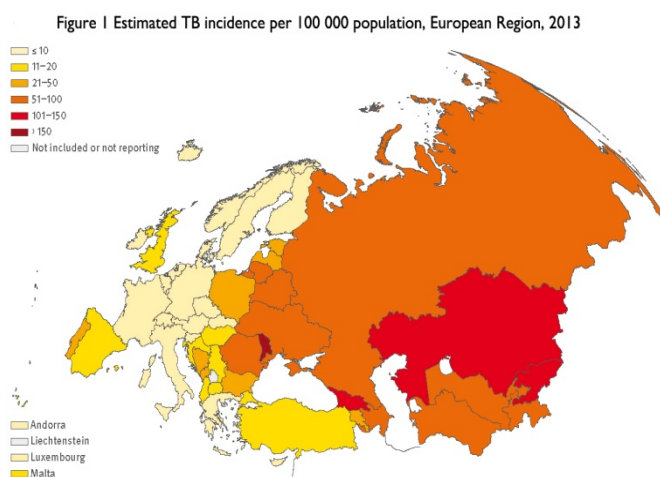 Figure 1 Estimated TB incidence per 100 000 population, European Region, 2013
≤ 10
11–20
21–50
51–100
101–150
› 150
Not included or not reporting
Andorra
Liechtenstein
Luxembourg
Malta